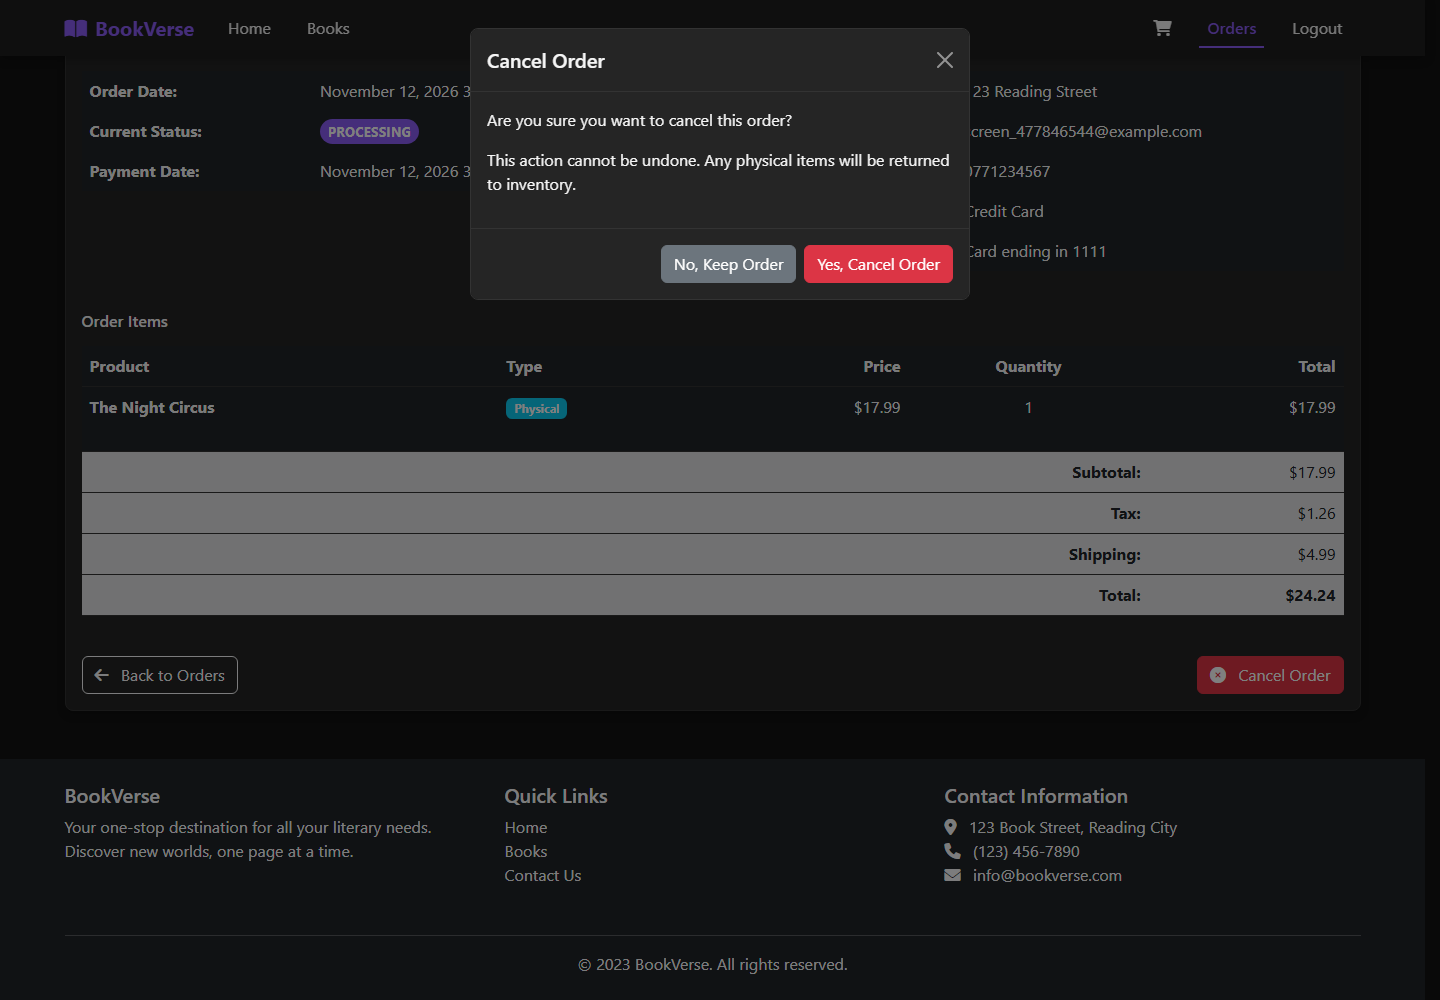 BookVerse
Home
Books
Orders
Logout
Cancel Order
Are you sure you want to cancel this order?
This action cannot be undone. Any physical items will be returned
to inventory.
No, Keep Order
Yes, Cancel Order
Order Date:
November 12, 2026
23 Reading Street
Current Status:
PROCESSING
Payment Date:
November 12, 2026
Credit Card
Card ending in 1111
Order Items
Product
Type
Price
Quantity
Total
The Night Circus
Physical
$17.99
1
$17.99
Subtotal:
$17.99
Tax:
$1.26
Shipping:
$4.99
Total:
$24.24
Back to Orders
Cancel Order
BookVerse
Your one-stop destination for all your literary needs.
Discover new worlds, one page at a time.
Quick Links
Home
Books
Contact Us
Contact Information
123 Book Street, Reading City
(123) 456-7890
info@bookverse.com
© 2023 BookVerse. All rights reserved.